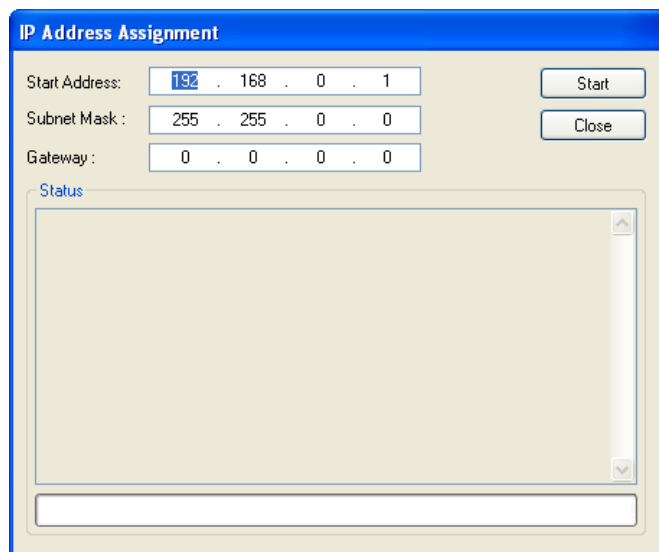 IP Address Assignment
Start Address: 192 . 168 . 0 . 1 Start
Subnet Mask : 255 . 255 . 0 . 0 Close
Gateway : 0 . 0 . 0 . 0
Status